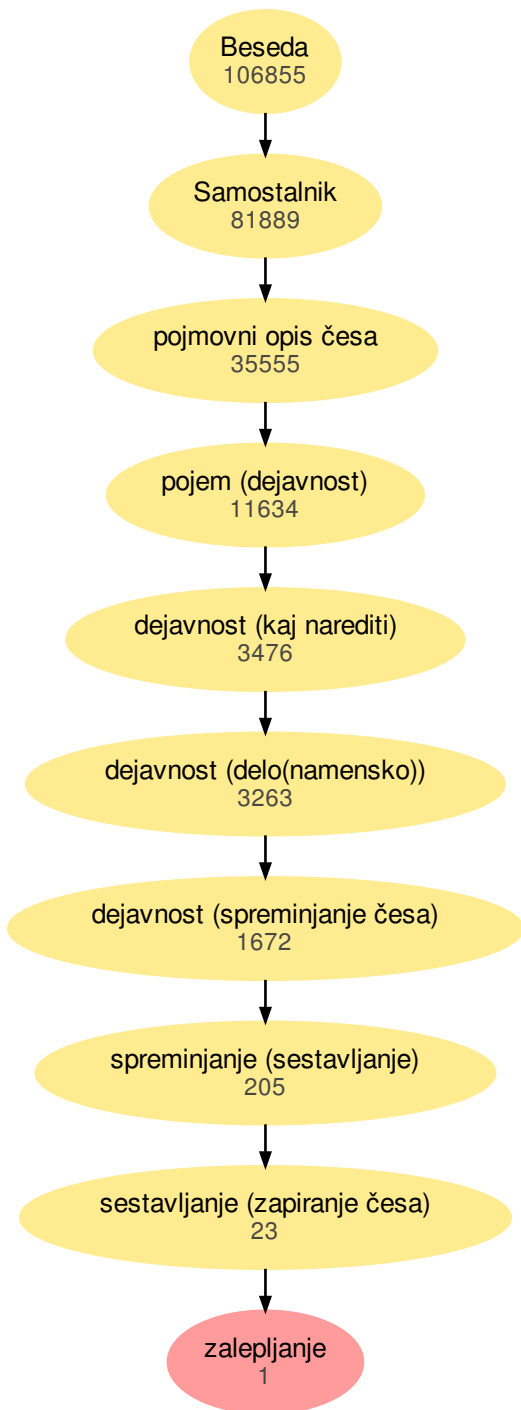 Beseda
106855
Samostalnik
81889
pojmovni opis česa
35555
pojem (dejavnost)
11634
dejavnost (kaj narediti)
3476
dejavnost (delo(namensko))
3263
dejavnost (spreminjanje česa)
1672
spreminjanje (sestavljanje)
205
sestavljanje (zapiranje česa)
23
zalepljanje
1